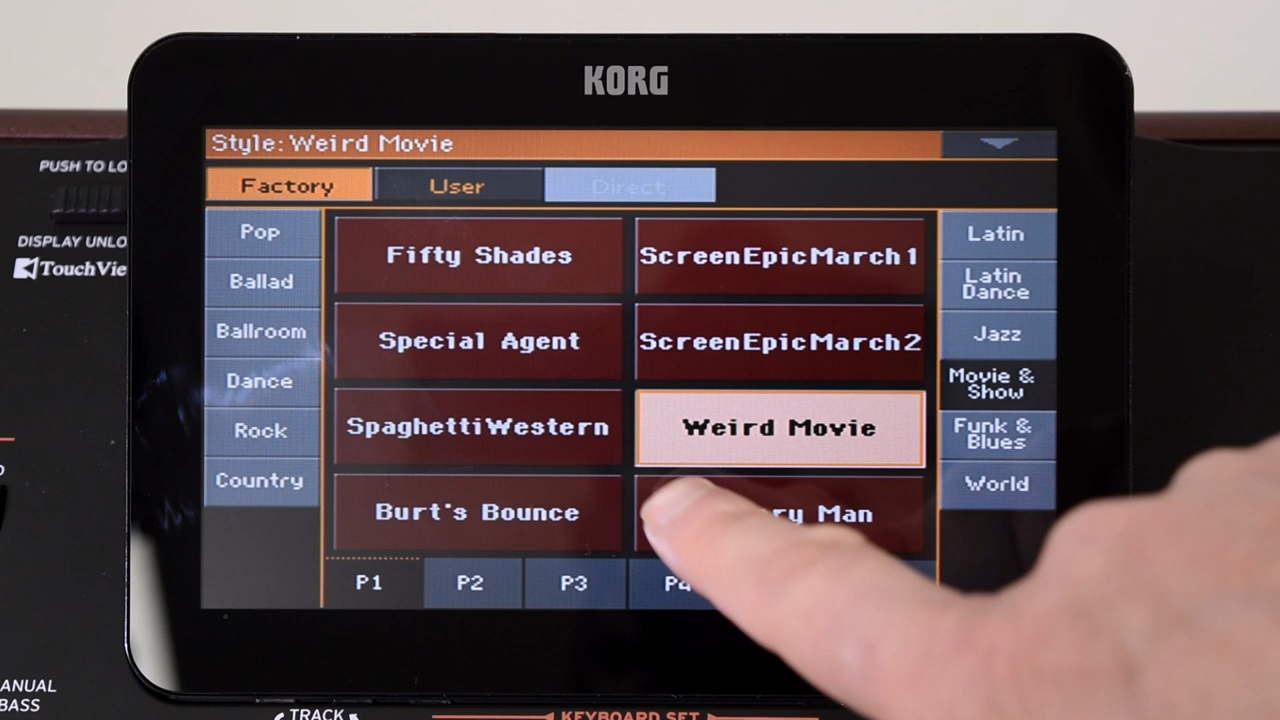 KORG
PUSH TO LO
DISPLAY UNLO
TouchVie
Style: Weird Movie
Factory
User
Direct
Pop
Ballad
Ballroom
Dance
Rock
Country
Fifty Shades
ScreenEpicMarch1
Special Agent
ScreenEpicMarch2
SpaghettiWestern
Weird Movie
Burt's Bounce
Man
Latin
Latin
Dance
Jazz
Movie &
Show
Funk &
Blues
World
P1
P2
P3
P4
ANUAL
BASS
TRACK
KEYBOARD SET